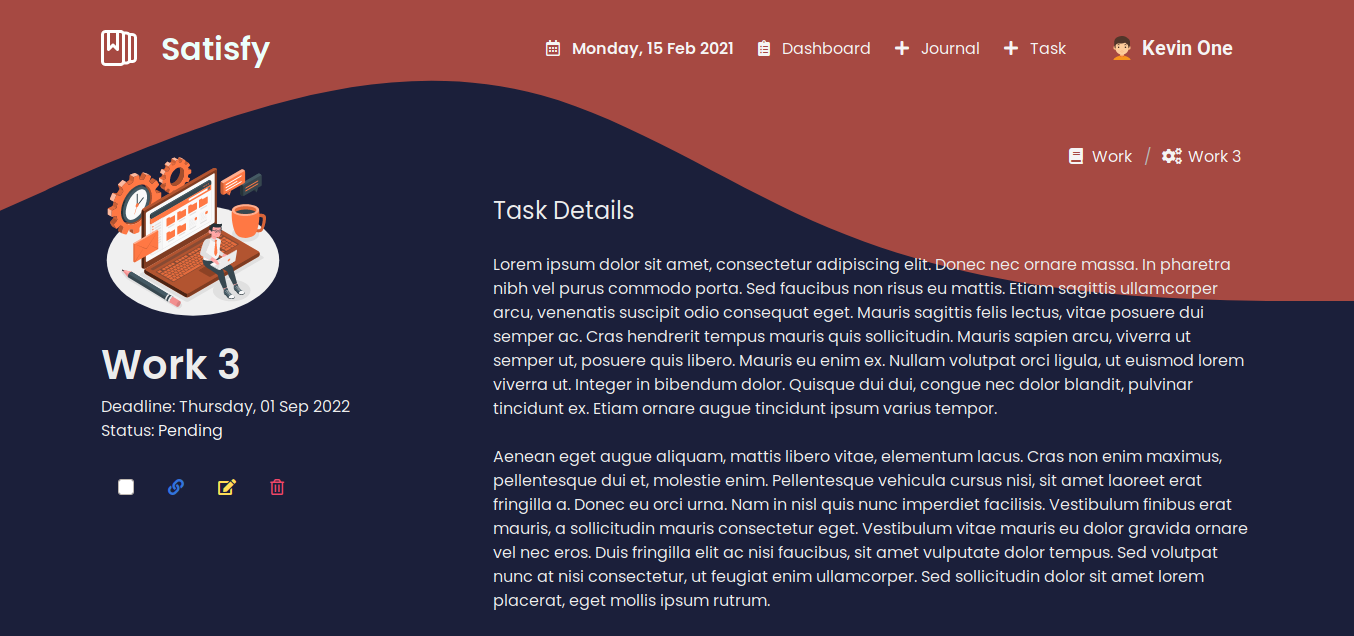 Satisfy
Monday, 15 Feb 2021
Dashboard
Journal
Task
Kevin One
Work / Work 3
Work 3
Deadline: Thursday, 01 Sep 2022
Status: Pending
Task Details
Lorem ipsum dolor sit amet, consectetur adipiscing elit. Donec nec ornare massa. In pharetra
nibh vel purus commodo porta. Sed faucibus non risus eu mattis. Etiam sagittis ullamcorper
arcu, venenatis suscipit odio consequat eget. Mauris sagittis felis lectus, vitae posuere dui
semper ac. Cras hendrerit tempus mauris quis sollicitudin. Mauris sapien arcu, viverra ut
semper ut, posuere quis libero. Mauris eu enim ex. Nullam volutpat orci ligula, ut euismod lorem
viverra ut. Integer in bibendum dolor. Quisque dui dui, congue nec dolor blandit, pulvinar
tincidunt ex. Etiam ornare augue tincidunt ipsum varius tempor.
Aenean eget augue aliquam, mattis libero vitae, elementum lacus. Cras non enim maximus,
pellentesque dui et, molestie enim. Pellentesque vehicula cursus nisi, sit amet laoreet erat
fringilla a. Donec eu orci urna. Nam in nisl quis nunc imperdiet facilisis. Vestibulum finibus erat
mauris, a sollicitudin mauris consectetur eget. Vestibulum vitae mauris eu dolor gravida ornare
vel nec eros. Duis fringilla elit ac nisi faucibus, sit amet vulputate dolor tempus. Sed volutpat
nunc at nisi consectetur, ut feugiat enim ullamcorper. Sed sollicitudin dolor sit amet lorem
placerat, eget mollis ipsum rutrum.